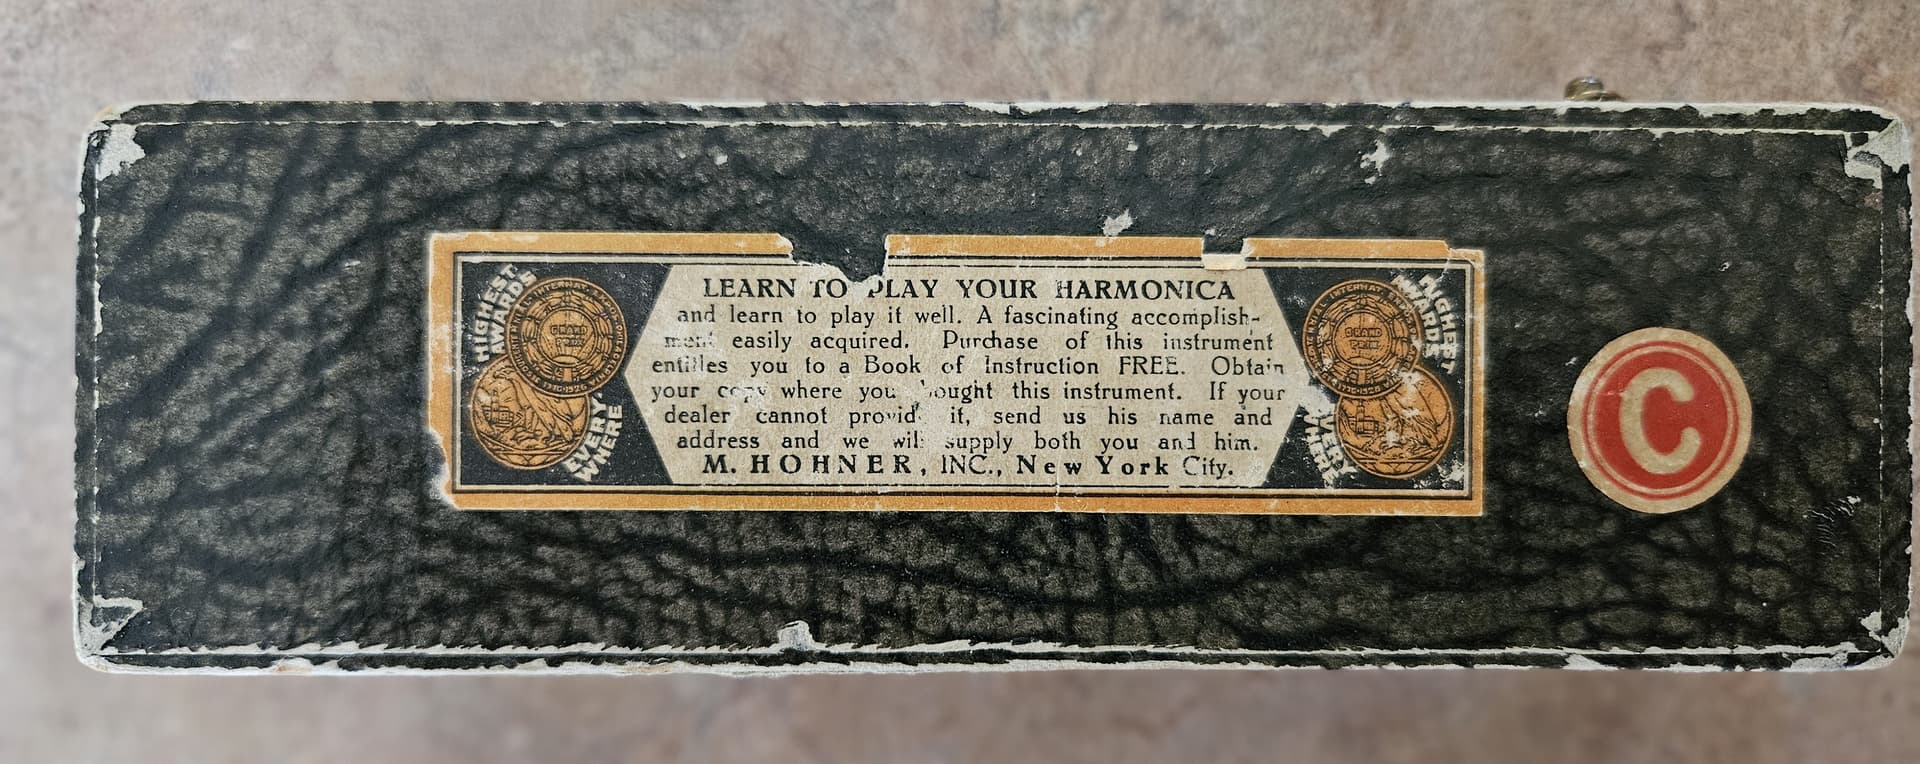 HIGHEST
AWARDS
EVERY-
WHERE
GRAND
PRIX
LEARN TO PLAY YOUR HARMONICA
and learn to play it well. A fascinating accomplish-
ment easily acquired. Purchase of this instrument
entitles you to a Book of Instruction FREE. Obtain
your copy where you bought this instrument. If your
dealer cannot provide it, send us his name and
address and we will supply both you and him.
M. HOHNER, INC., New York City.
HIGHEST
AWARDS
GRAND
PRIX
EVERY
WHERE
C